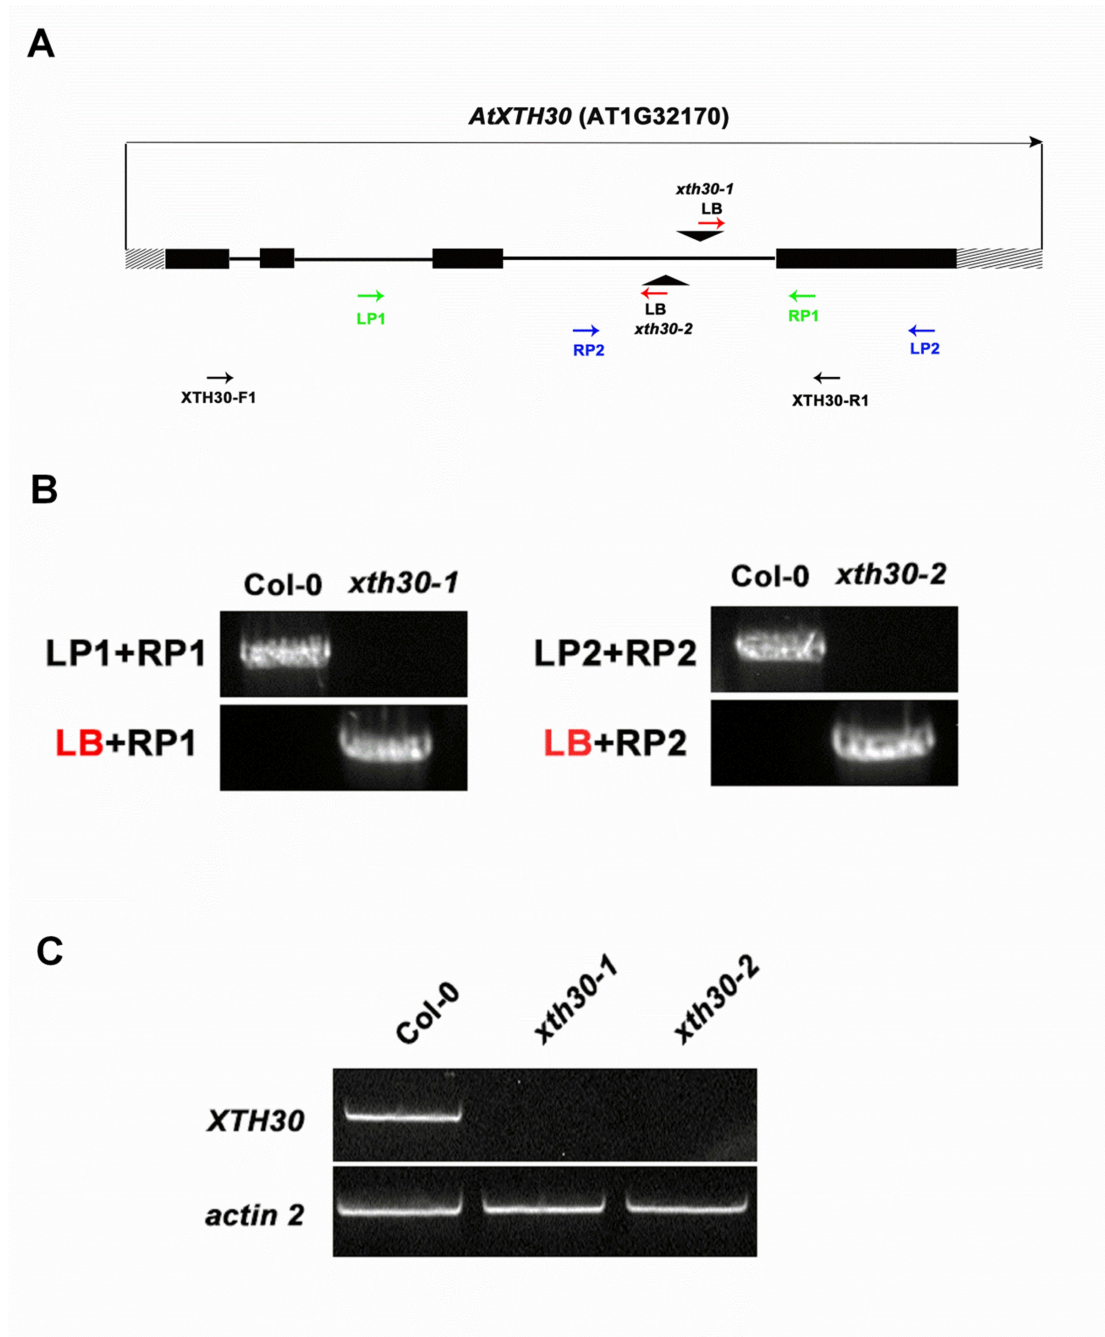 A
AtXTH30 (AT1G32170)
xth30-1
LB
LP1
LB
xth30-2
RP1
RP2
LP2
XTH30-F1
XTH30-R1
B
Col-0 xth30-1
LP1+RP1
LB+RP1
Col-0 xth30-2
LP2+RP2
LB+RP2
C
Col-0 xth30-1 xth30-2
XTH30
actin 2